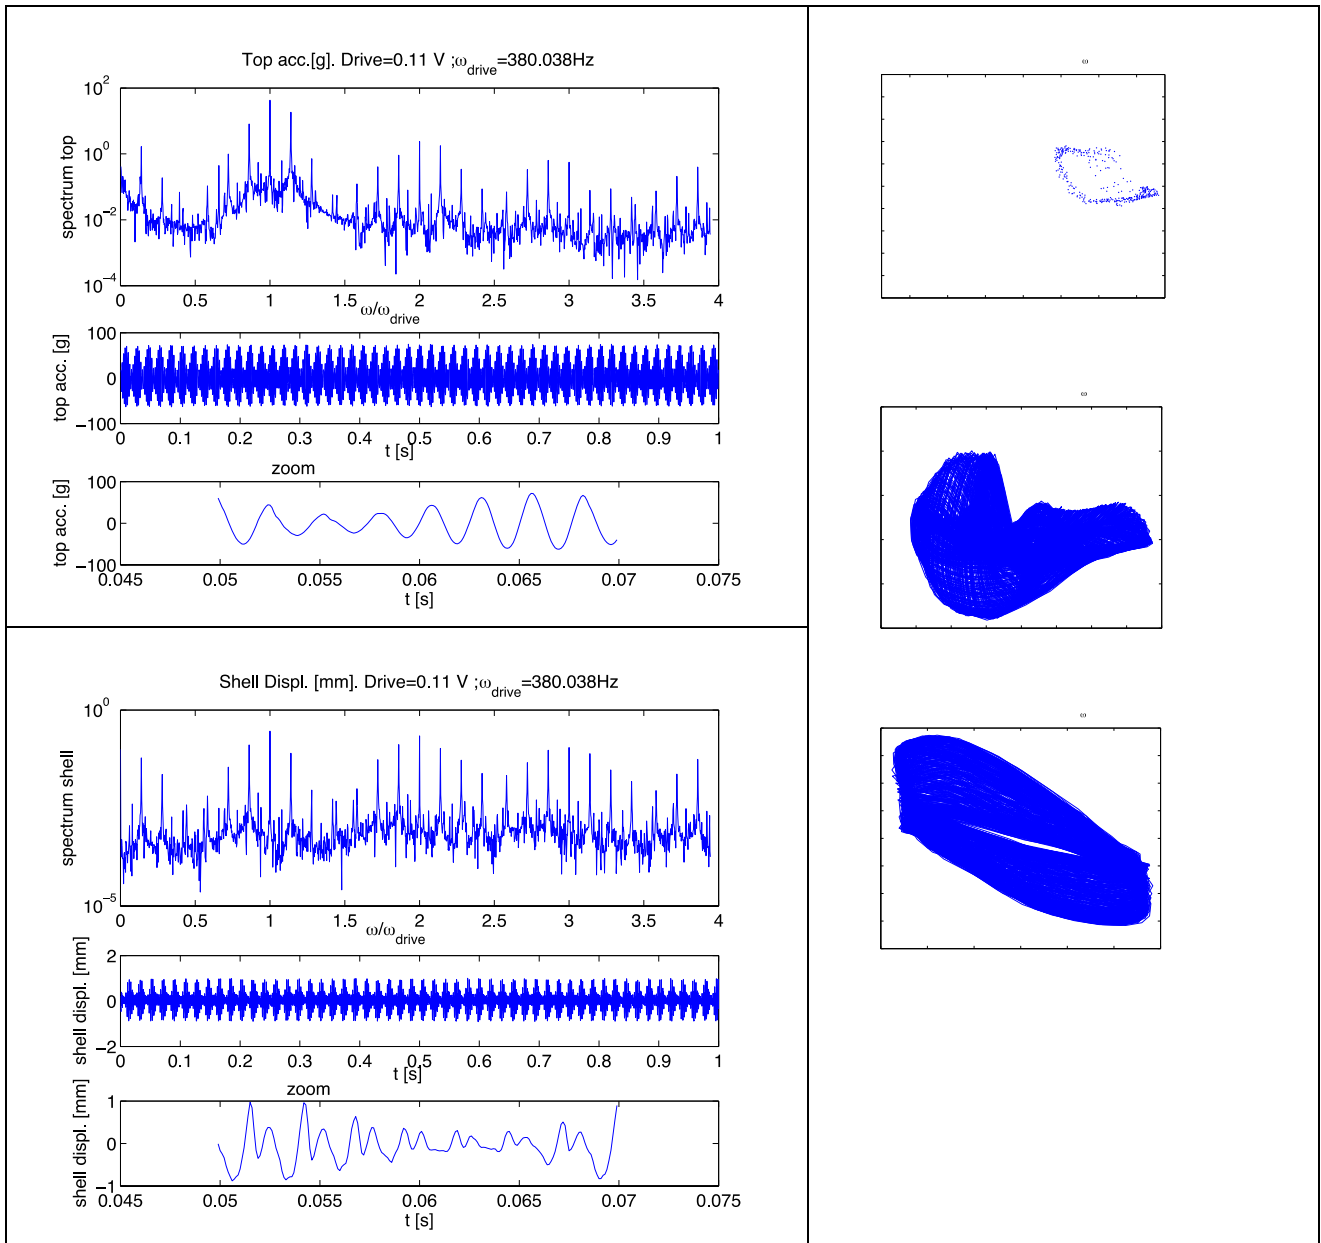 Top acc.[g]. Drive=0.11 V ;ω_drive=380.038Hz
spectrum top
10^2
10^0
10^−2
10^−4
0 0.5 1 1.5 2 2.5 3 3.5 4
ω/ω_drive
top acc. [g]
100
0
−100
0 0.1 0.2 0.3 0.4 0.5 0.6 0.7 0.8 0.9 1
t [s]
zoom
top acc. [g]
100
0
−100
0.045 0.05 0.055 0.06 0.065 0.07 0.075
t [s]
Shell Displ. [mm]. Drive=0.11 V ;ω_drive=380.038Hz
spectrum shell
10^0
10^−5
0 0.5 1 1.5 2 2.5 3 3.5 4
ω/ω_drive
shell displ. [mm]
2
0
−2
0 0.1 0.2 0.3 0.4 0.5 0.6 0.7 0.8 0.9 1
t [s]
zoom
shell displ. [mm]
1
0
−1
0.045 0.05 0.055 0.06 0.065 0.07 0.075
t [s]
ω
ω
ω